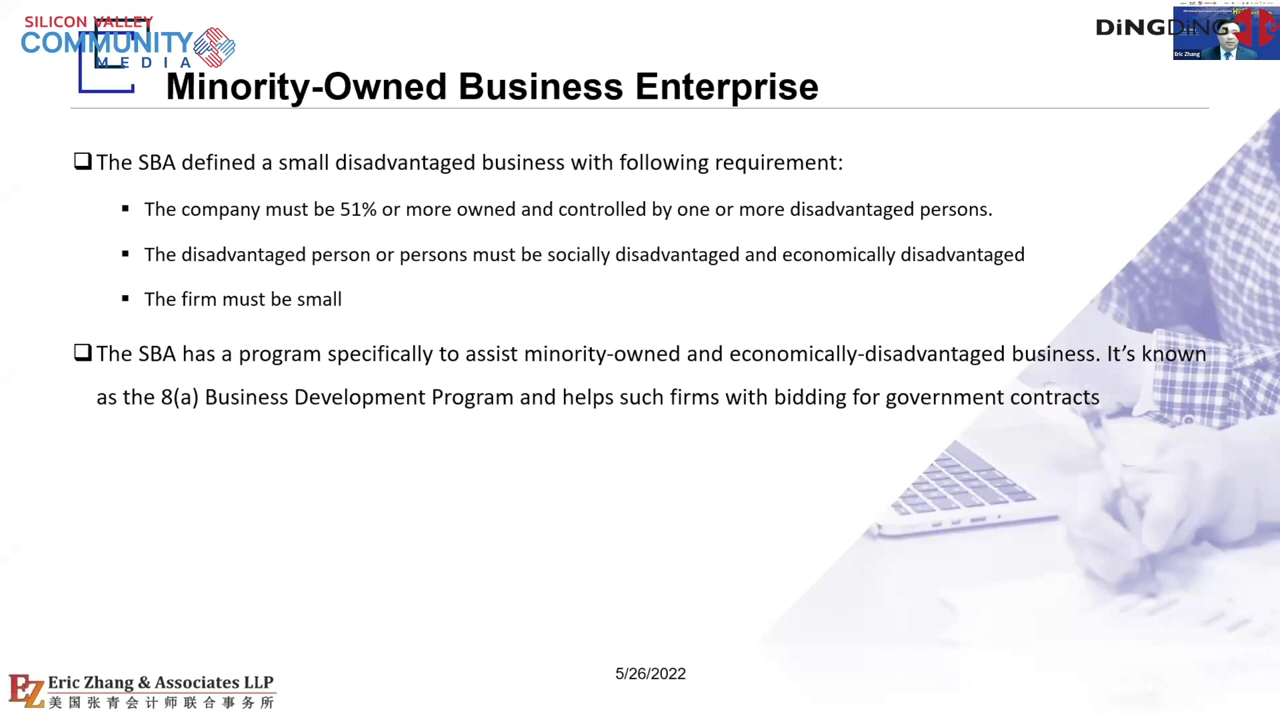 SILICON VALLEY
COMMUNITY
MEDIA
DiNGDiNG
Eric Zhang
Minority-Owned Business Enterprise
The SBA defined a small disadvantaged business with following requirement:
The company must be 51% or more owned and controlled by one or more disadvantaged persons.
The disadvantaged person or persons must be socially disadvantaged and economically disadvantaged
The firm must be small
The SBA has a program specifically to assist minority-owned and economically-disadvantaged business. It’s known
as the 8(a) Business Development Program and helps such firms with bidding for government contracts
5/26/2022
EZ Eric Zhang & Associates LLP
美国张青会计师联合事务所